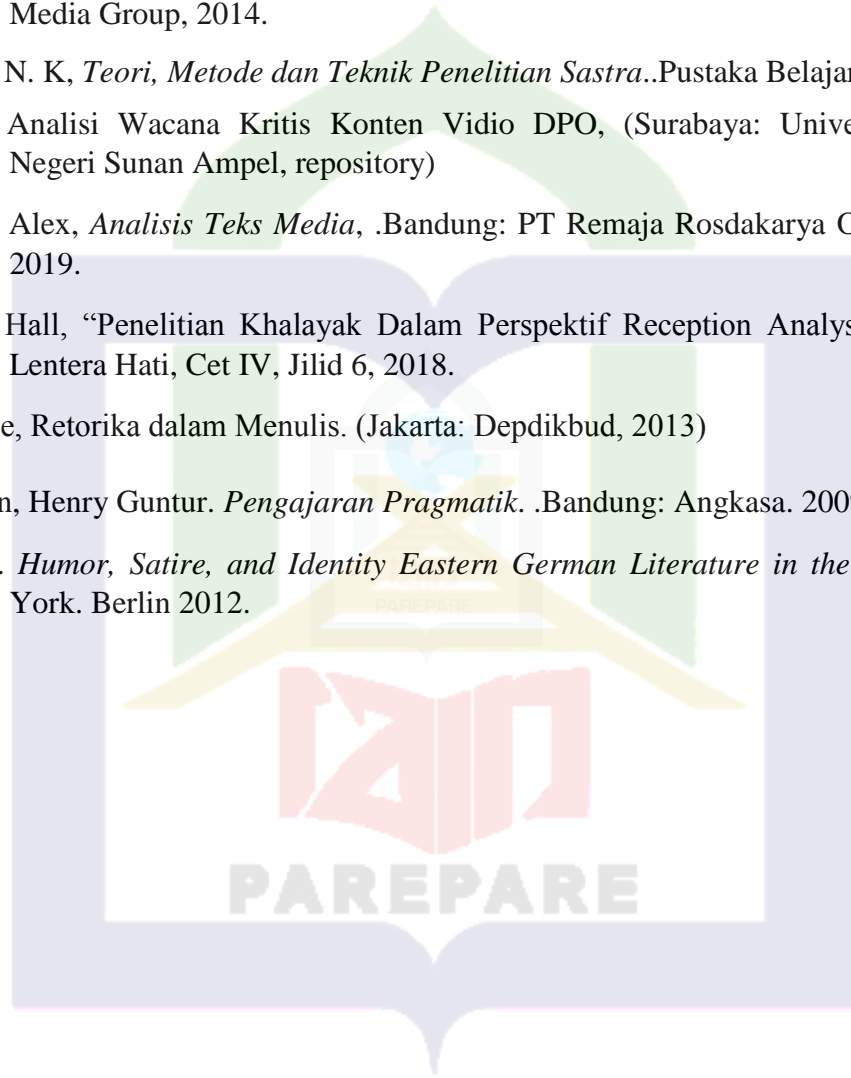 Media Group, 2014.
N. K, Teori, Metode dan Teknik Penelitian Sastra..Pustaka Belajar
Analisi Wacana Kritis Konten Vidio DPO, (Surabaya: Unive
Negeri Sunan Ampel, repository)
Alex, Analisis Teks Media, .Bandung: PT Remaja Rosdakarya O
2019.
Hall, “Penelitian Khalayak Dalam Perspektif Reception Analys
Lentera Hati, Cet IV, Jilid 6, 2018.
e, Retorika dalam Menulis. (Jakarta: Depdikbud, 2013)
n, Henry Guntur. Pengajaran Pragmatik. .Bandung: Angkasa. 2009
. Humor, Satire, and Identity Eastern German Literature in the
York. Berlin 2012.
PAREPARE
iain
PAREPARE